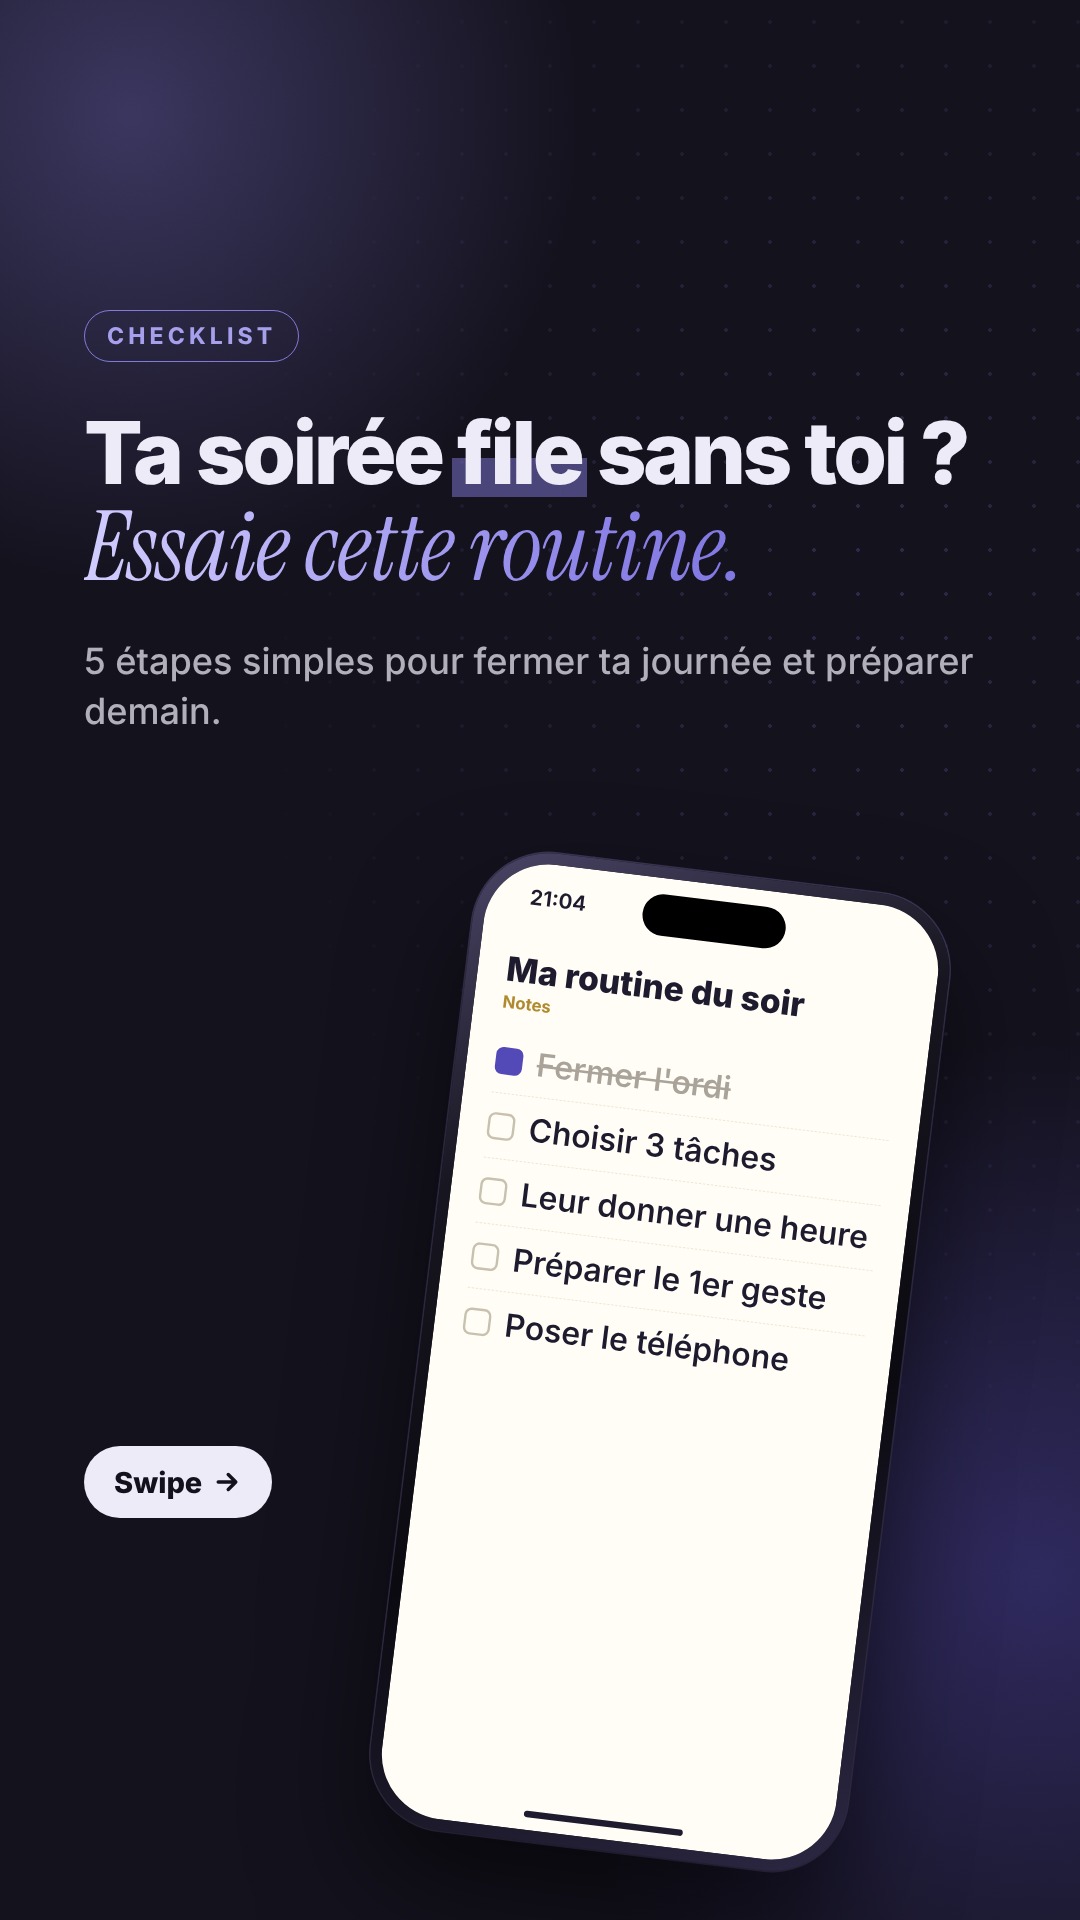 CHECKLIST
Ta soirée file sans toi ?
Essaie cette routine.
5 étapes simples pour fermer ta journée et préparer
demain.
21:04
Ma routine du soir
Notes
Fermer l'ordi
Choisir 3 tâches
Leur donner une heure
Préparer le 1er geste
Poser le téléphone
Swipe →